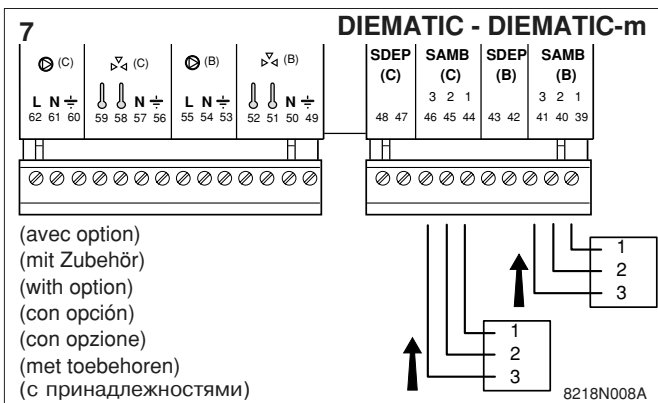 7 DIEMATIC - DIEMATIC-m
(C) (C) (B) (B)
SDEP SAMB SDEP SAMB
(C) (C) (B) (B)
3 2 1 3 2 1
L N L N
62 61 60 59 58 57 56 55 54 53 52 51 50 49 48 47 46 45 44 43 42 41 40 39
N N
(avec option)
(mit Zubehör)
(with option)
(con opción)
(con opzione)
(met toebehoren)
(с принадлежностями)
1
2
3
1
2
3
8218N008A